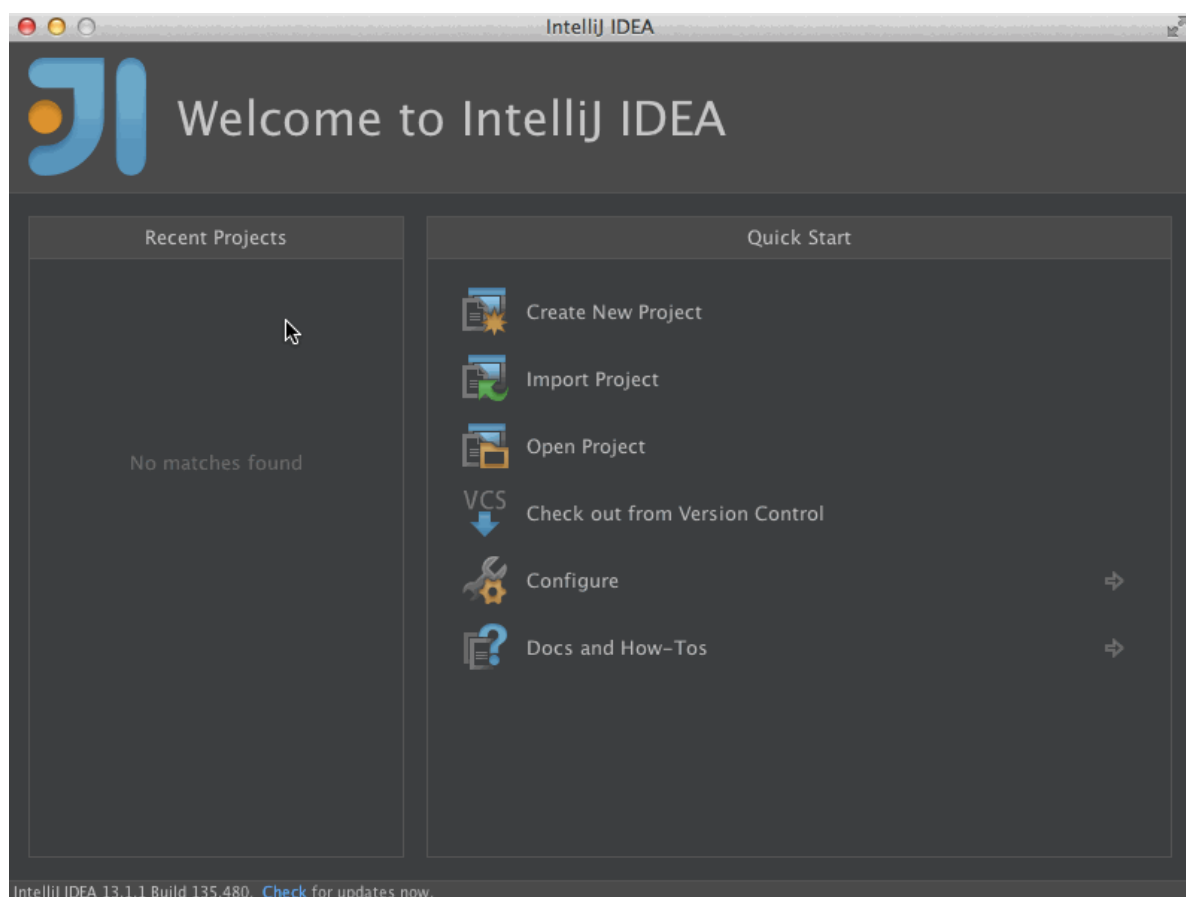 IntelliJ IDEA
Welcome to IntelliJ IDEA
Recent Projects
No matches found
Quick Start
Create New Project
Import Project
Open Project
VCS
Check out from Version Control
Configure
Docs and How-Tos
IntelliJ IDEA 13.1.1 Build 135.480. Check for updates now.